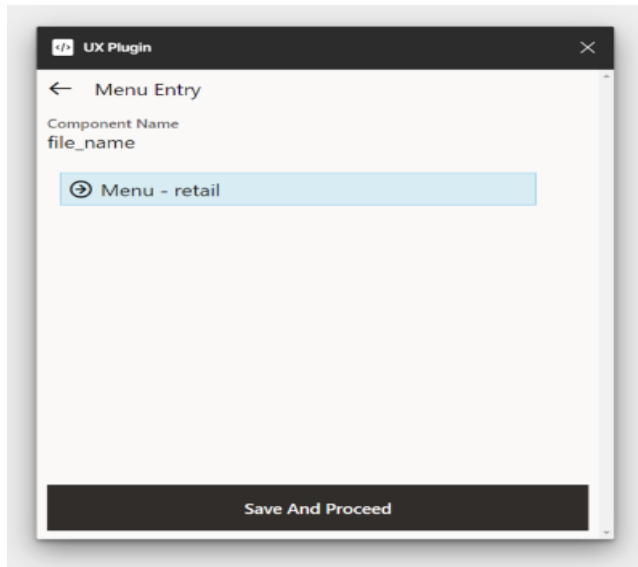 UX Plugin
Menu Entry
Component Name
file_name
Menu - retail
Save And Proceed